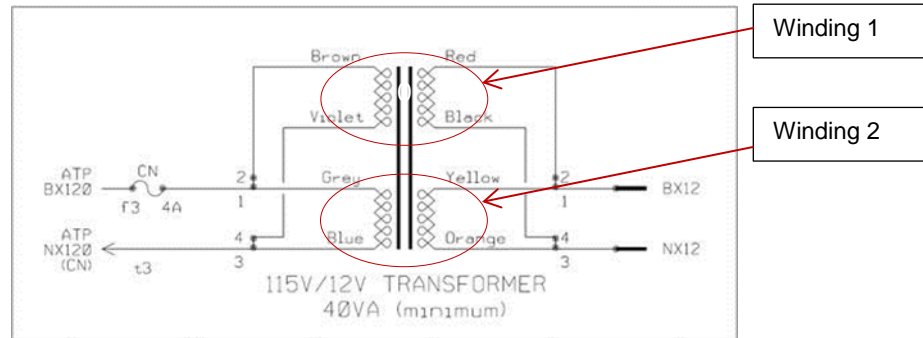 Winding 1
Brown Red
Violet Black
Winding 2
ATP BX120 CN 2 Grey Yellow 2 BX12
f3 4A 1 1
ATP NX120 (CN) 4 Blue Orange 4 NX12
t3 3 3
115V/12V TRANSFORMER
40VA (minimum)